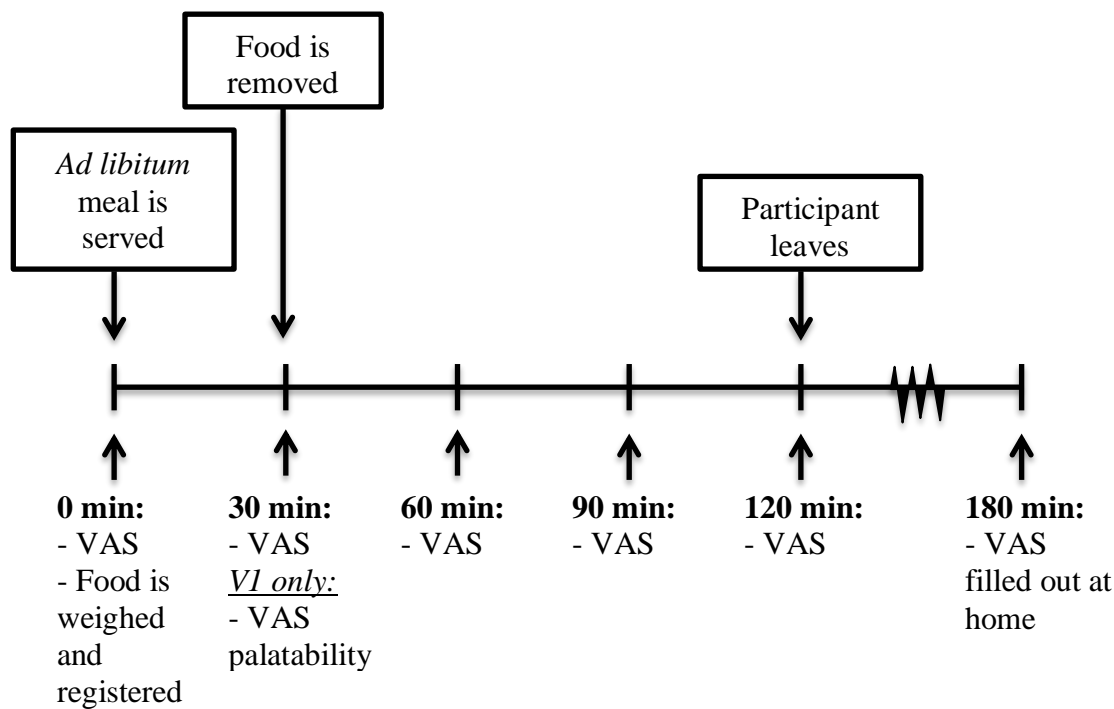 Food is
removed
Ad libitum
meal is
served
Participant
leaves
0 min:
- VAS
- Food is
weighed
and
registered
30 min:
- VAS
V1 only:
- VAS
palatability
60 min:
- VAS
90 min:
- VAS
120 min:
- VAS
180 min:
- VAS
filled out at
home